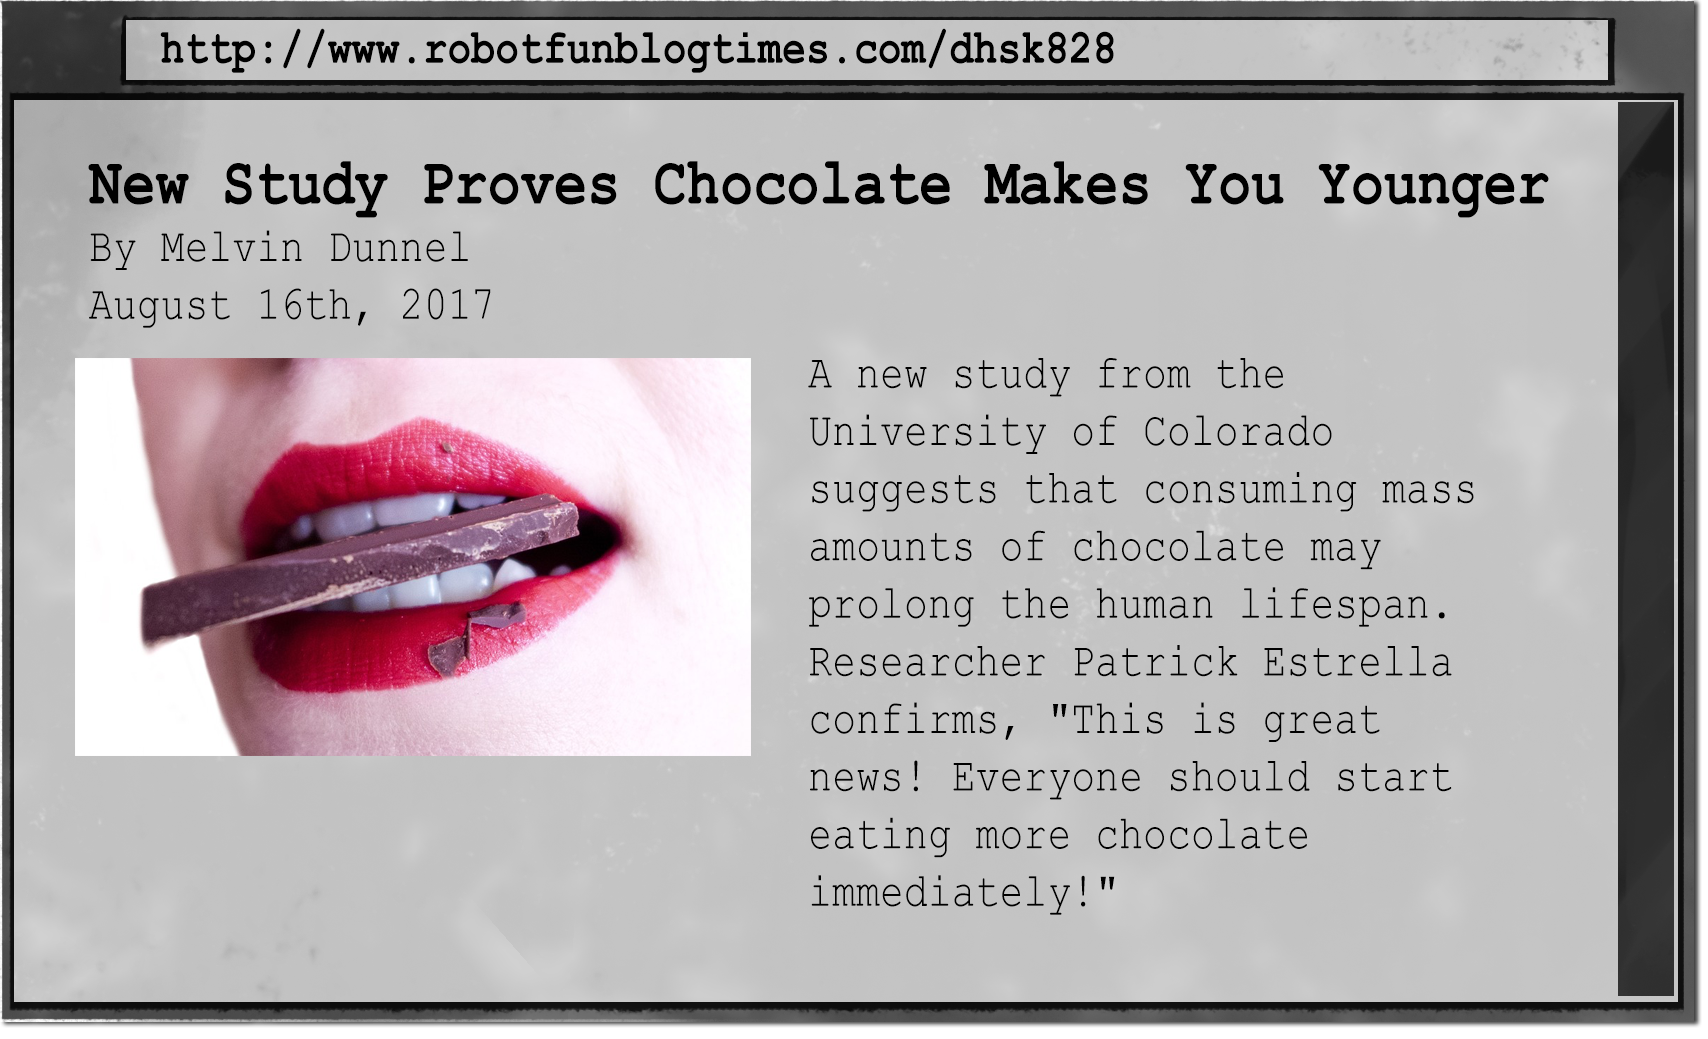 http://www.robotfunblogtimes.com/dhsk828
New Study Proves Chocolate Makes You Younger
By Melvin Dunnel
August 16th, 2017
A new study from the
University of Colorado
suggests that consuming mass
amounts of chocolate may
prolong the human lifespan.
Researcher Patrick Estrella
confirms, "This is great
news! Everyone should start
eating more chocolate
immediately!"